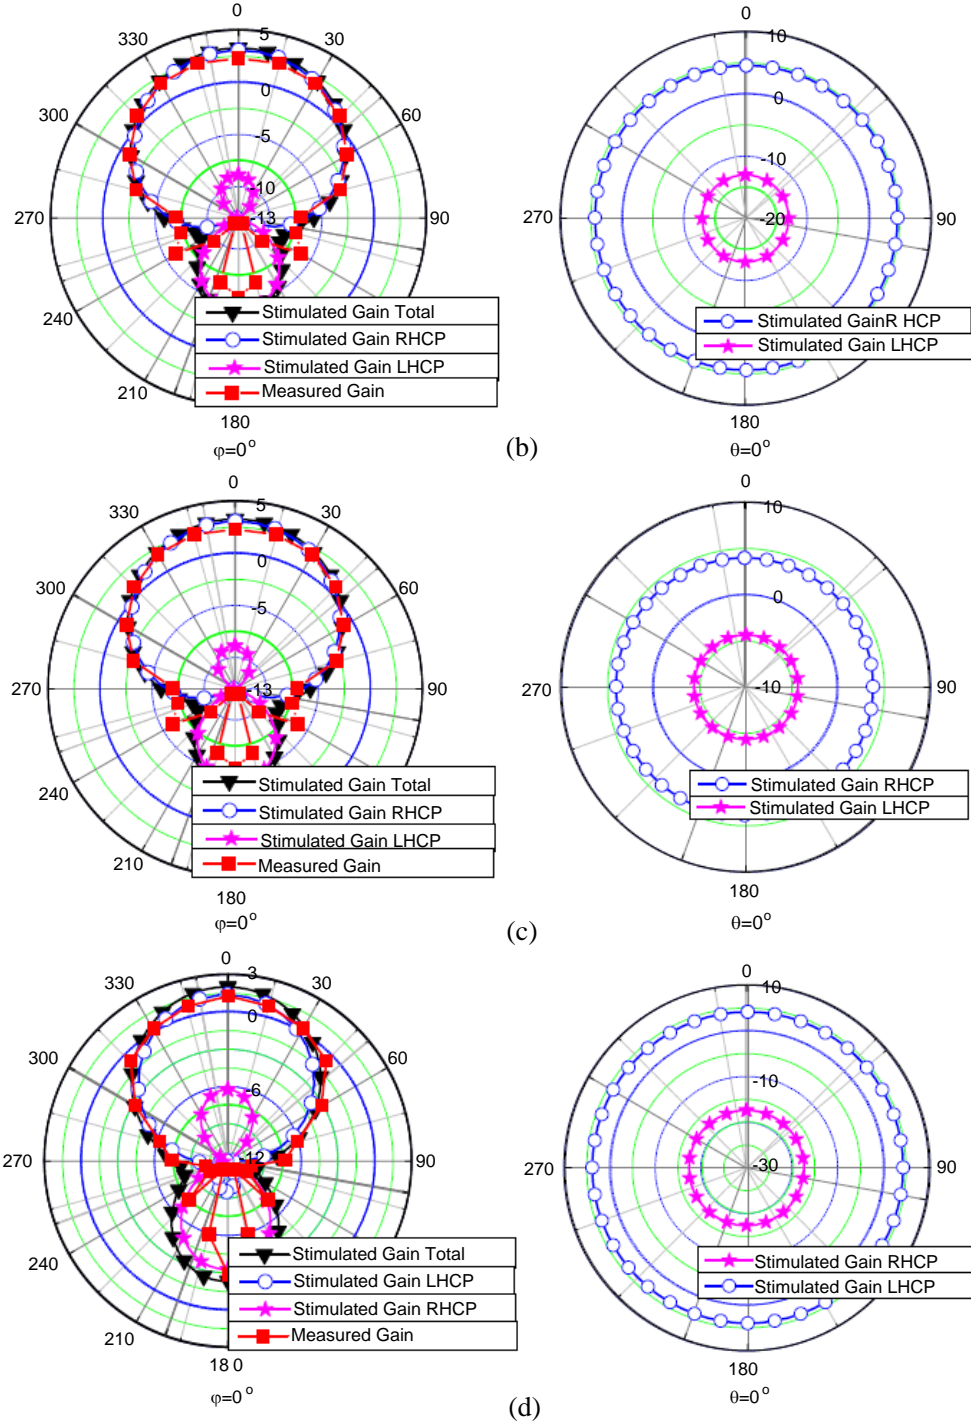 0
330
30
5
300
60
0
-5
-10
270
-13
90
240
210
180
Stimulated Gain Total
Stimulated Gain RHCP
Stimulated Gain LHCP
Measured Gain
φ=0°
0
10
0
-10
270
-20
90
Stimulated GainR HCP
Stimulated Gain LHCP
180
θ=0°
(b)
0
330
5
30
300
60
0
-5
270
-13
90
240
210
180
Stimulated Gain Total
Stimulated Gain RHCP
Stimulated Gain LHCP
Measured Gain
φ=0°
0
10
0
270
-10
90
Stimulated Gain RHCP
Stimulated Gain LHCP
180
θ=0°
(c)
0
330
3
30
0
300
60
-6
270
-12
90
240
210
18 0
Stimulated Gain Total
Stimulated Gain LHCP
Stimulated Gain RHCP
Measured Gain
φ=0°
0
10
-10
270
-30
90
Stimulated Gain RHCP
Stimulated Gain LHCP
180
θ=0°
(d)